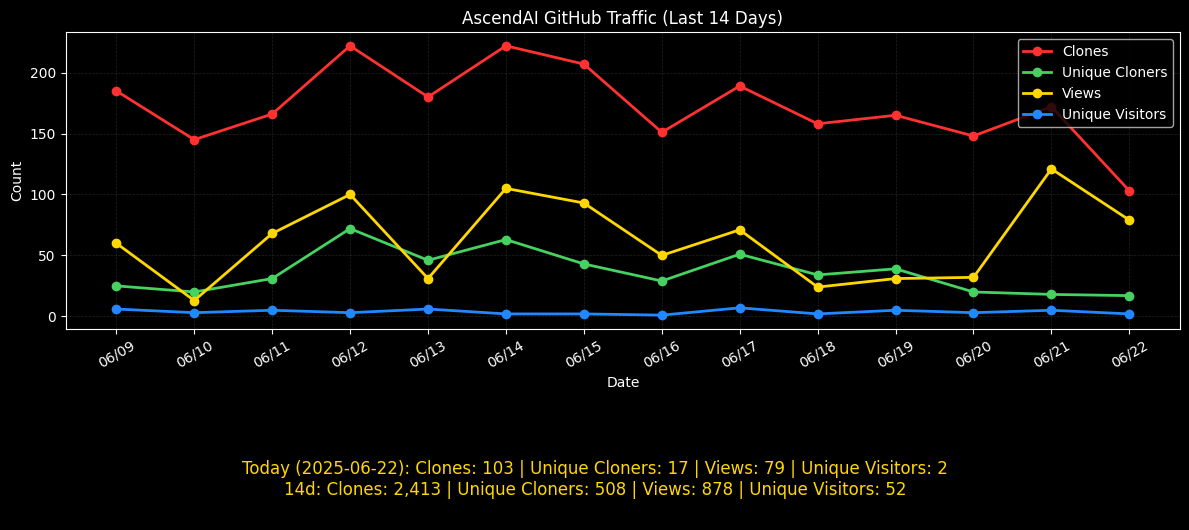 AscendAI GitHub Traffic (Last 14 Days)
Clones
Unique Cloners
Views
Unique Visitors
Count
200
150
100
50
0
06/09 06/10 06/11 06/12 06/13 06/14 06/15 06/16 06/17 06/18 06/19 06/20 06/21 06/22
Date
Today (2025-06-22): Clones: 103 | Unique Cloners: 17 | Views: 79 | Unique Visitors: 2
14d: Clones: 2,413 | Unique Cloners: 508 | Views: 878 | Unique Visitors: 52